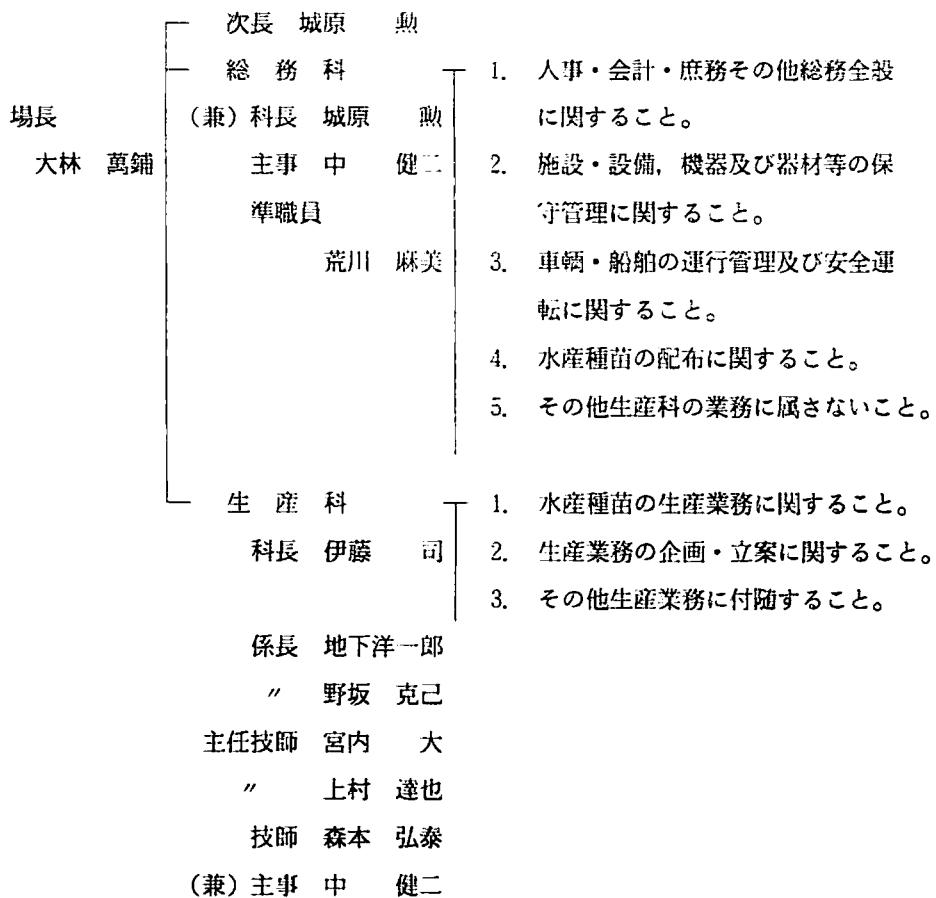 次長 城原 勲
総務科
場長
大林 萬鋪
(兼)科長 城原 勲
主事 中 健二
準職員
荒川 麻美
1. 人事・会計・庶務その他総務全般
に関すること。
2. 施設・設備,機器及び器材等の保
守管理に関すること。
3. 車輌・船舶の運行管理及び安全運
転に関すること。
4. 水産種苗の配布に関すること。
5. その他生産科の業務に属さないこと。
生産科
科長 伊藤 司
1. 水産種苗の生産業務に関すること。
2. 生産業務の企画・立案に関すること。
3. その他生産業務に付随すること。
係長 地下洋一郎
〃 野坂 克己
主任技師 宮内 大
〃 上村 達也
技師 森本 弘泰
(兼)主事 中 健二